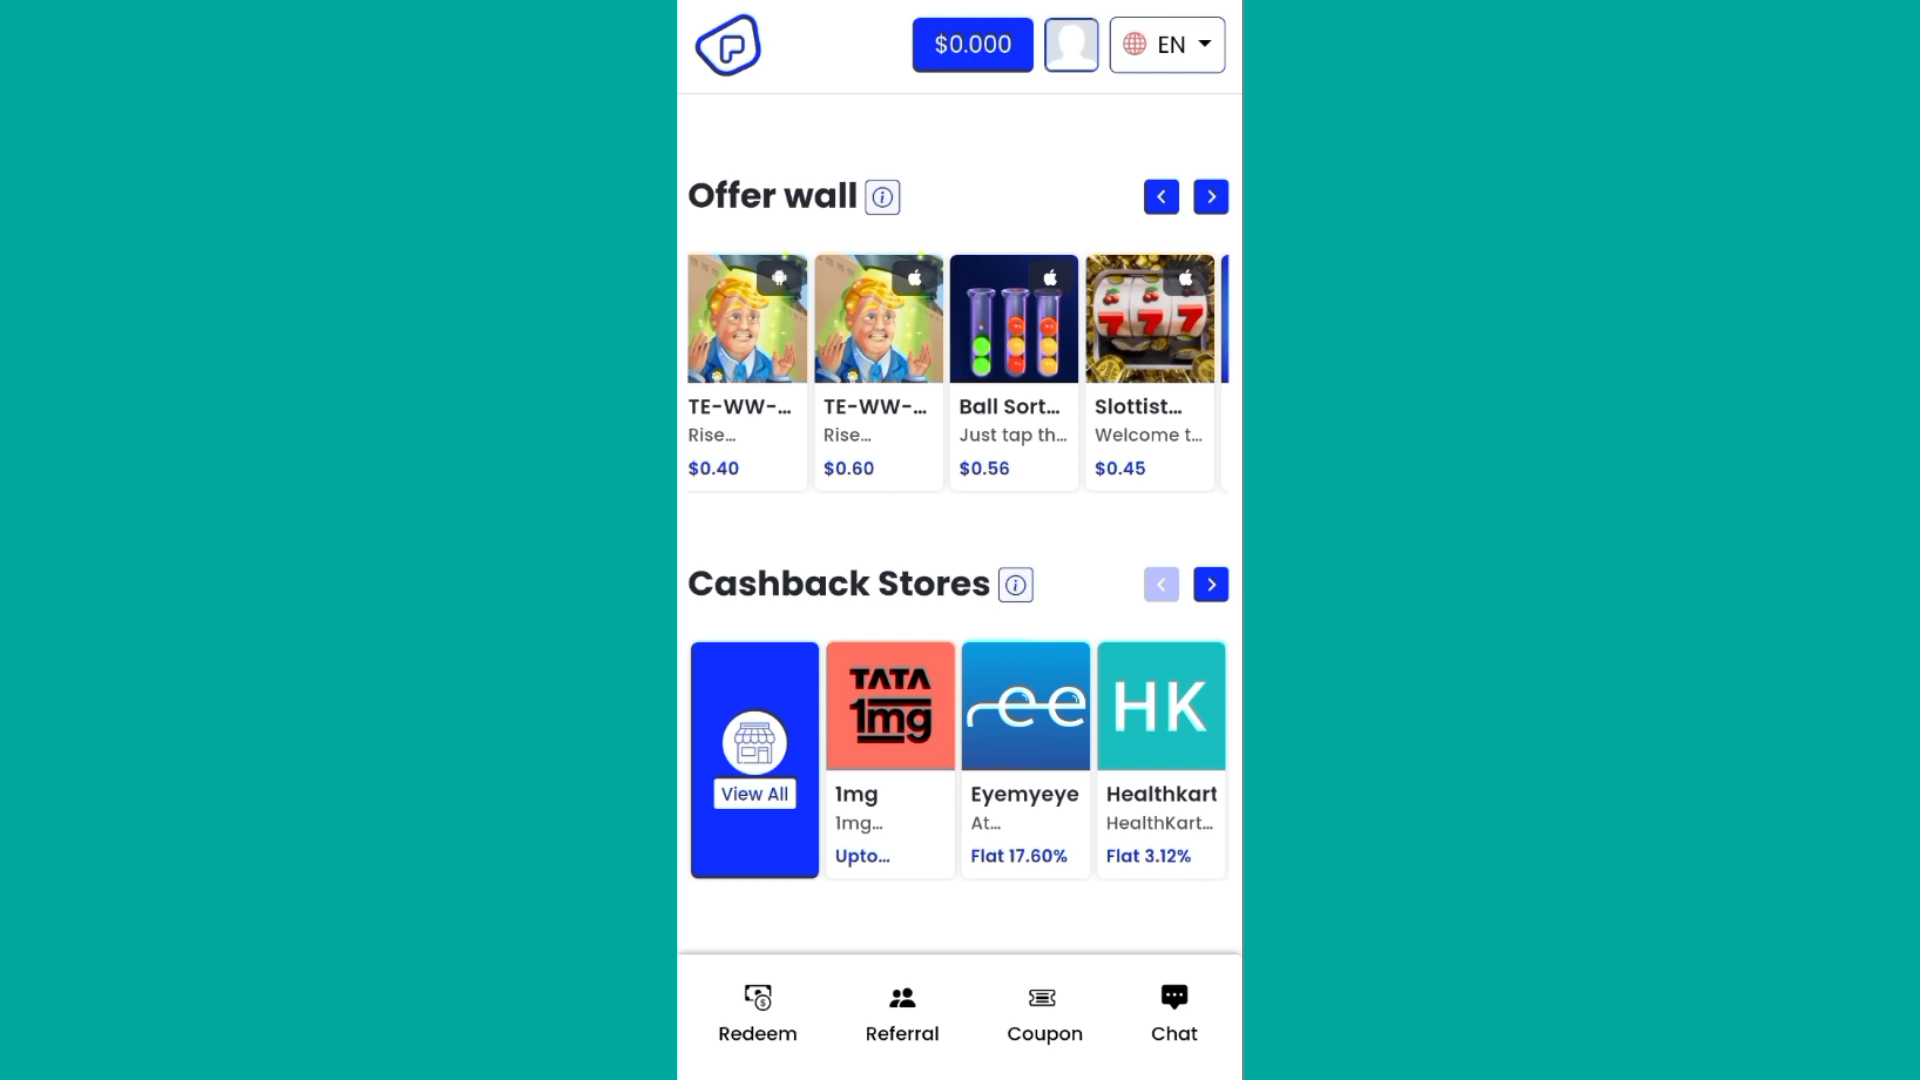 $0.000
EN
Offer wall
TE-WW-...
Rise...
$0.40
TE-WW-...
Rise...
$0.60
Ball Sort...
Just tap th...
$0.56
777
Slottist...
Welcome t...
$0.45
Cashback Stores
View All
TATA
1mg
1mg
1mg...
Upto...
ee
Eyemyeye
At...
Flat 17.60%
HK
Healthkart
HealthKart...
Flat 3.12%
Redeem
Referral
Coupon
Chat